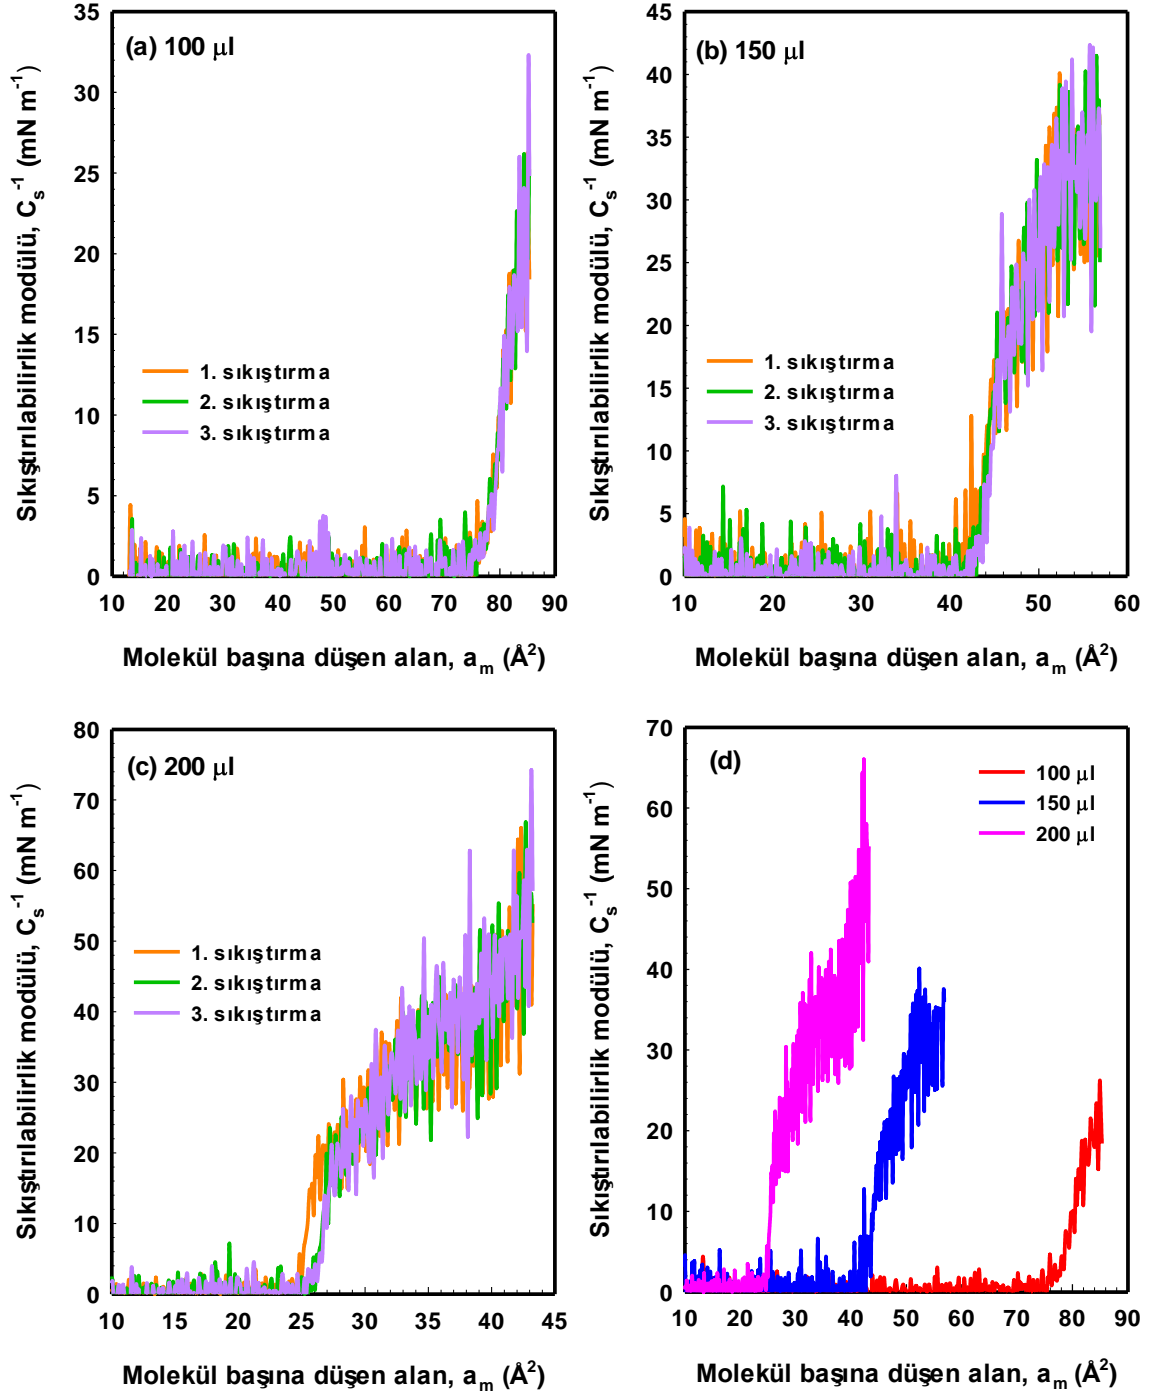 (a) 100 µl
Sıkıştırılabilirlik modülü, Cs-1 (mN m-1)
35
30
25
20
15
10
5
0
1. sıkıştırma
2. sıkıştırma
3. sıkıştırma
10 20 30 40 50 60 70 80 90
Molekül başına düşen alan, am (Å2)
(b) 150 µl
Sıkıştırılabilirlik modülü, Cs-1 (mN m-1)
45
40
35
30
25
20
15
10
5
0
1. sıkıştırma
2. sıkıştırma
3. sıkıştırma
10 20 30 40 50 60
Molekül başına düşen alan, am (Å2)
(c) 200 µl
Sıkıştırılabilirlik modülü, Cs-1 (mN m-1)
80
70
60
50
40
30
20
10
0
1. sıkıştırma
2. sıkıştırma
3. sıkıştırma
10 15 20 25 30 35 40 45
Molekül başına düşen alan, am (Å2)
(d)
Sıkıştırılabilirlik modülü, Cs-1 (mN m-1)
70
60
50
40
30
20
10
0
100 µl
150 µl
200 µl
10 20 30 40 50 60 70 80 90
Molekül başına düşen alan, am (Å2)